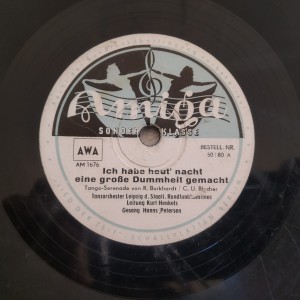 Amiga
SONDERKLASSE
AWA
AM 1676
BESTELL. NR.
50 : 80 A
Ich habe heut' nacht
eine große Dummheit gemacht
Tango-Serenade von R. Burkhardt / C. U. Blecher
Tanzorchester Leipzig d. Staatl. Rundfunkkomitees
Leitung Kurt Henkels
Gesang Hanns Petersen